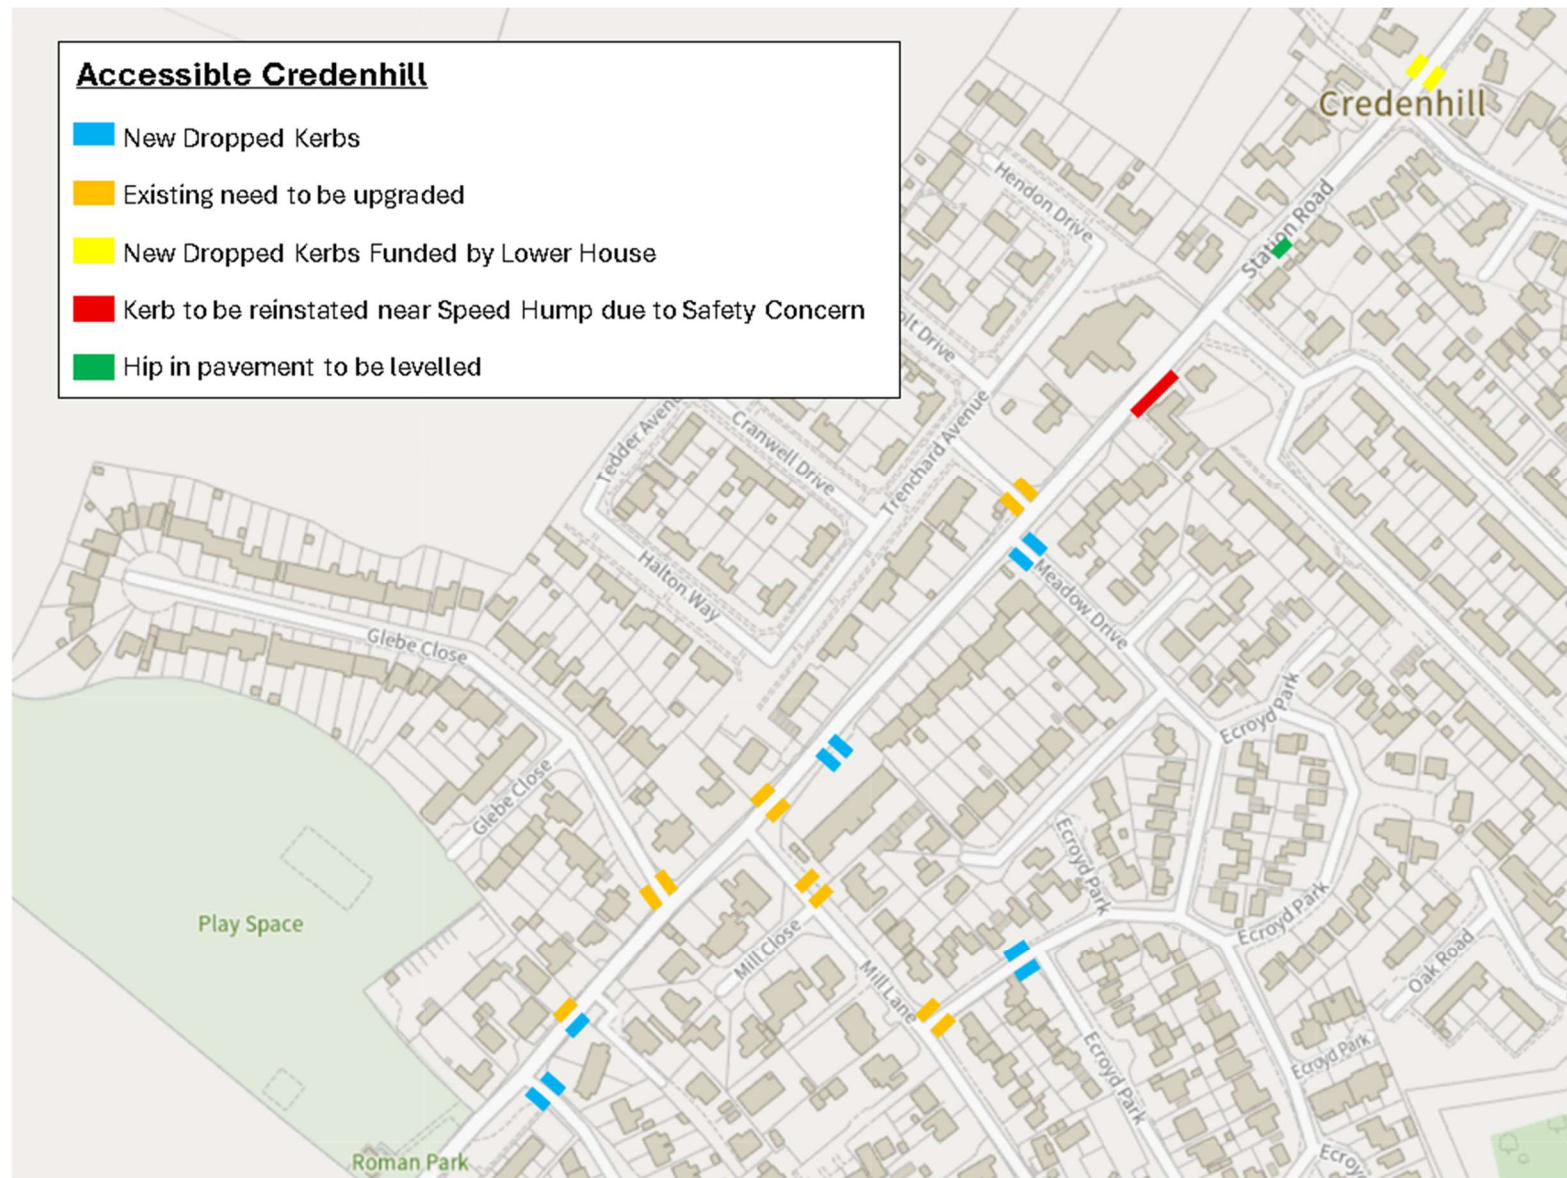 Accessible Credenhill
New Dropped Kerbs
Existing need to be upgraded
New Dropped Kerbs Funded by Lower House
Kerb to be reinstated near Speed Hump due to Safety Concern
Hip in pavement to be levelled
Credenhill
Hendon Drive
Station Road
Drive
Tedder
Cranwell Drive
Trenchard Avenue
Halton Way
Meadow Drive
Glebe Close
Ecroyd Park
Glebe Close
Ecroyd Park
Ecroyd Park
Play Space
Mill Close
Mill Lane
Oak Road
Ecroyd Park
Ecroyd Park
Roman Park